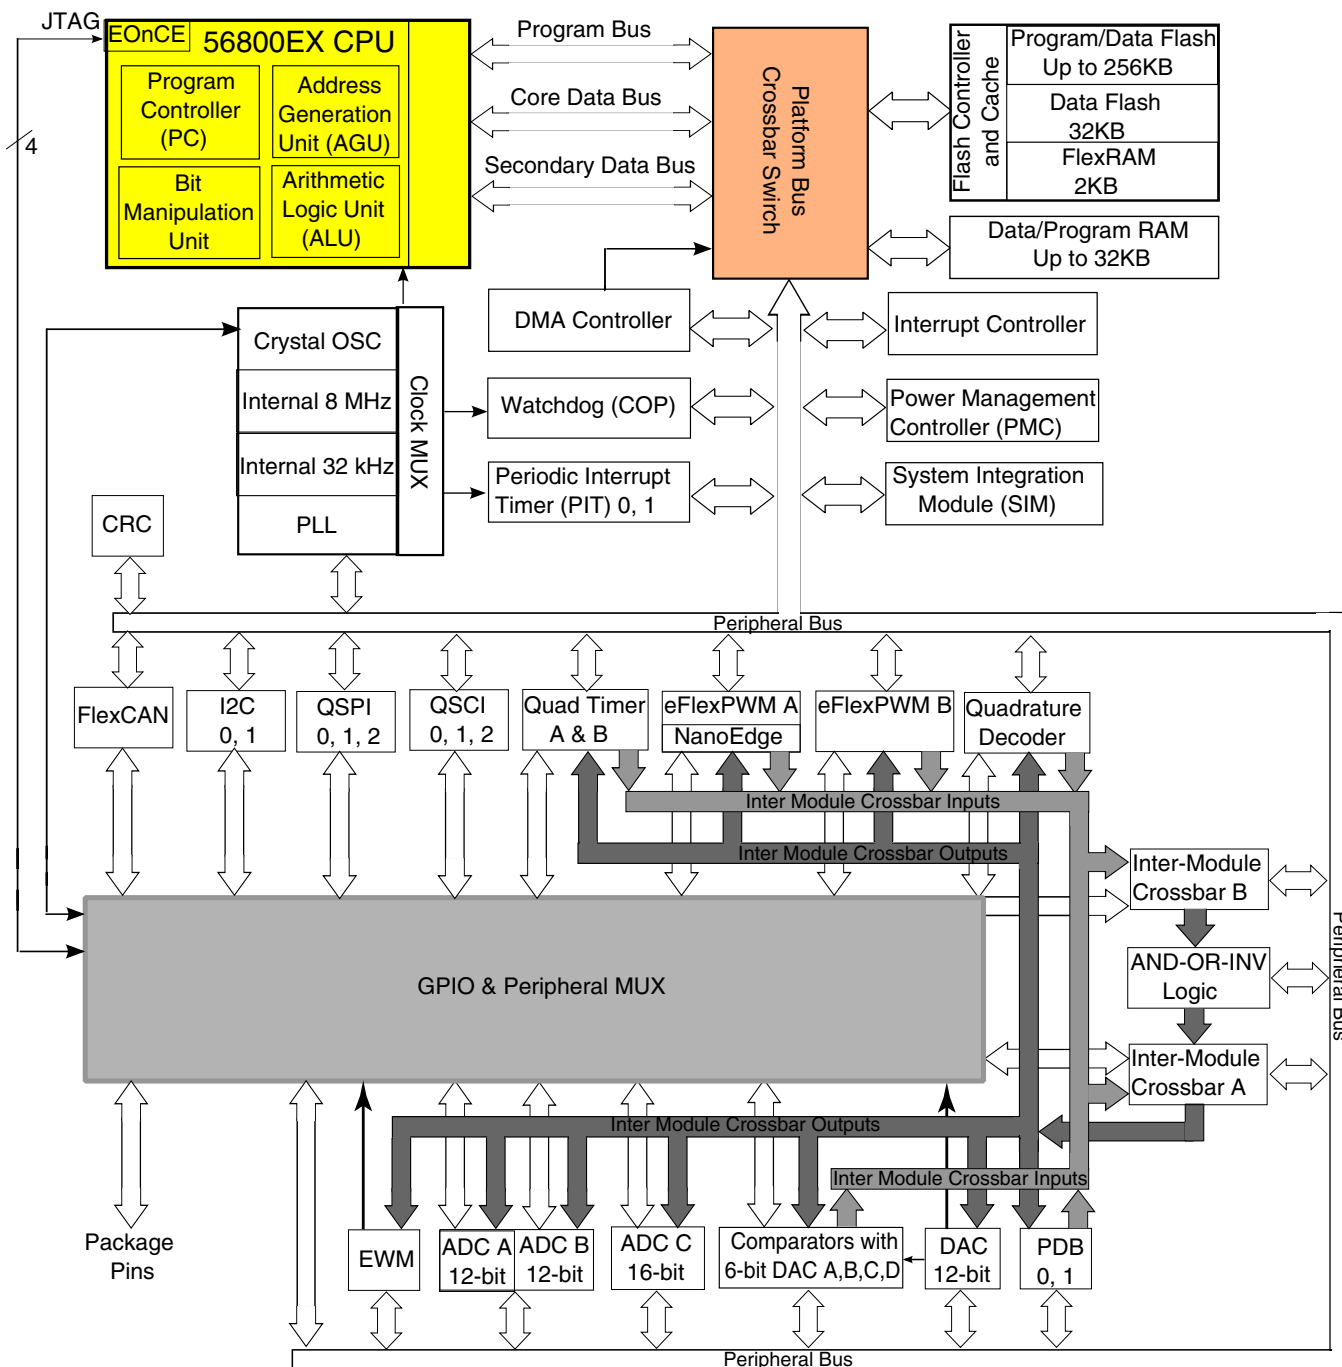 JTAG
EOnCE
56800EX CPU
Program
Controller
(PC)
Address
Generation
Unit (AGU)
Bit
Manipulation
Unit
Arithmetic
Logic Unit
(ALU)
4
Program Bus
Core Data Bus
Secondary Data Bus
Platform Bus
Crossbar Swirch
Flash Controller
and Cache
Program/Data Flash
Up to 256KB
Data Flash
32KB
FlexRAM
2KB
Data/Program RAM
Up to 32KB
DMA Controller
Interrupt Controller
Crystal OSC
Internal 8 MHz
Internal 32 kHz
PLL
Clock MUX
Watchdog (COP)
Power Management
Controller (PMC)
Periodic Interrupt
Timer (PIT) 0, 1
System Integration
Module (SIM)
CRC
Peripheral Bus
FlexCAN
I2C
0, 1
QSPI
0, 1, 2
QSCI
0, 1, 2
Quad Timer
A & B
eFlexPWM A
NanoEdge
eFlexPWM B
Quadrature
Decoder
Inter Module Crossbar Inputs
Inter Module Crossbar Outputs
Inter-Module
Crossbar B
AND-OR-INV
Logic
Inter-Module
Crossbar A
Peripheral Bus
GPIO & Peripheral MUX
Inter Module Crossbar Outputs
Inter Module Crossbar Inputs
Package
Pins
EWM
ADC A
12-bit
ADC B
12-bit
ADC C
16-bit
Comparators with
6-bit DAC A,B,C,D
DAC
12-bit
PDB
0, 1
Peripheral Bus